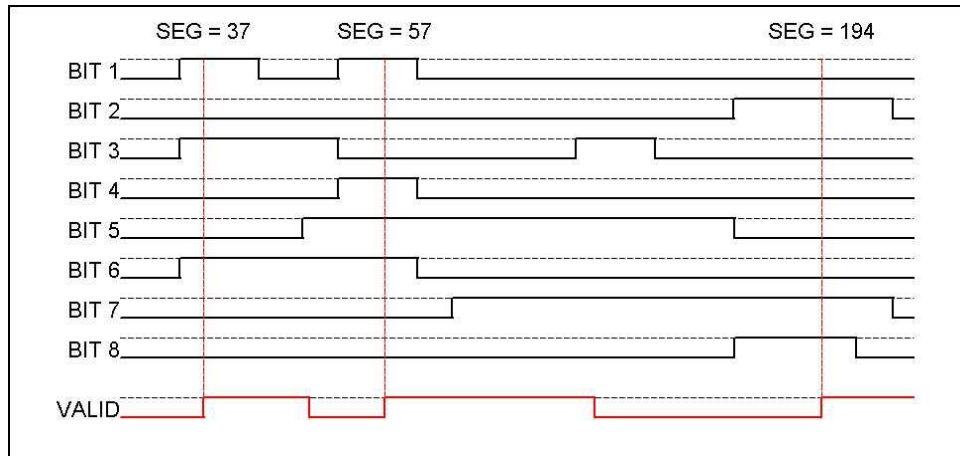 SEG = 37 SEG = 57 SEG = 194
BIT 1
BIT 2
BIT 3
BIT 4
BIT 5
BIT 6
BIT 7
BIT 8
VALID